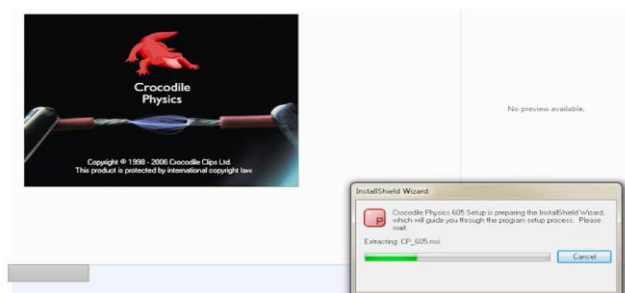 Crocodile
Physics
Copyright © 1998 - 2006 Crocodile Clips Ltd.
This product is protected by international copyright law.
No preview available.
InstallShield Wizard
P
Crocodile Physics 605 Setup is preparing the InstallShield Wizard,
which will guide you through the program setup process. Please
wait.
Extracting: CP_605.msi
Cancel